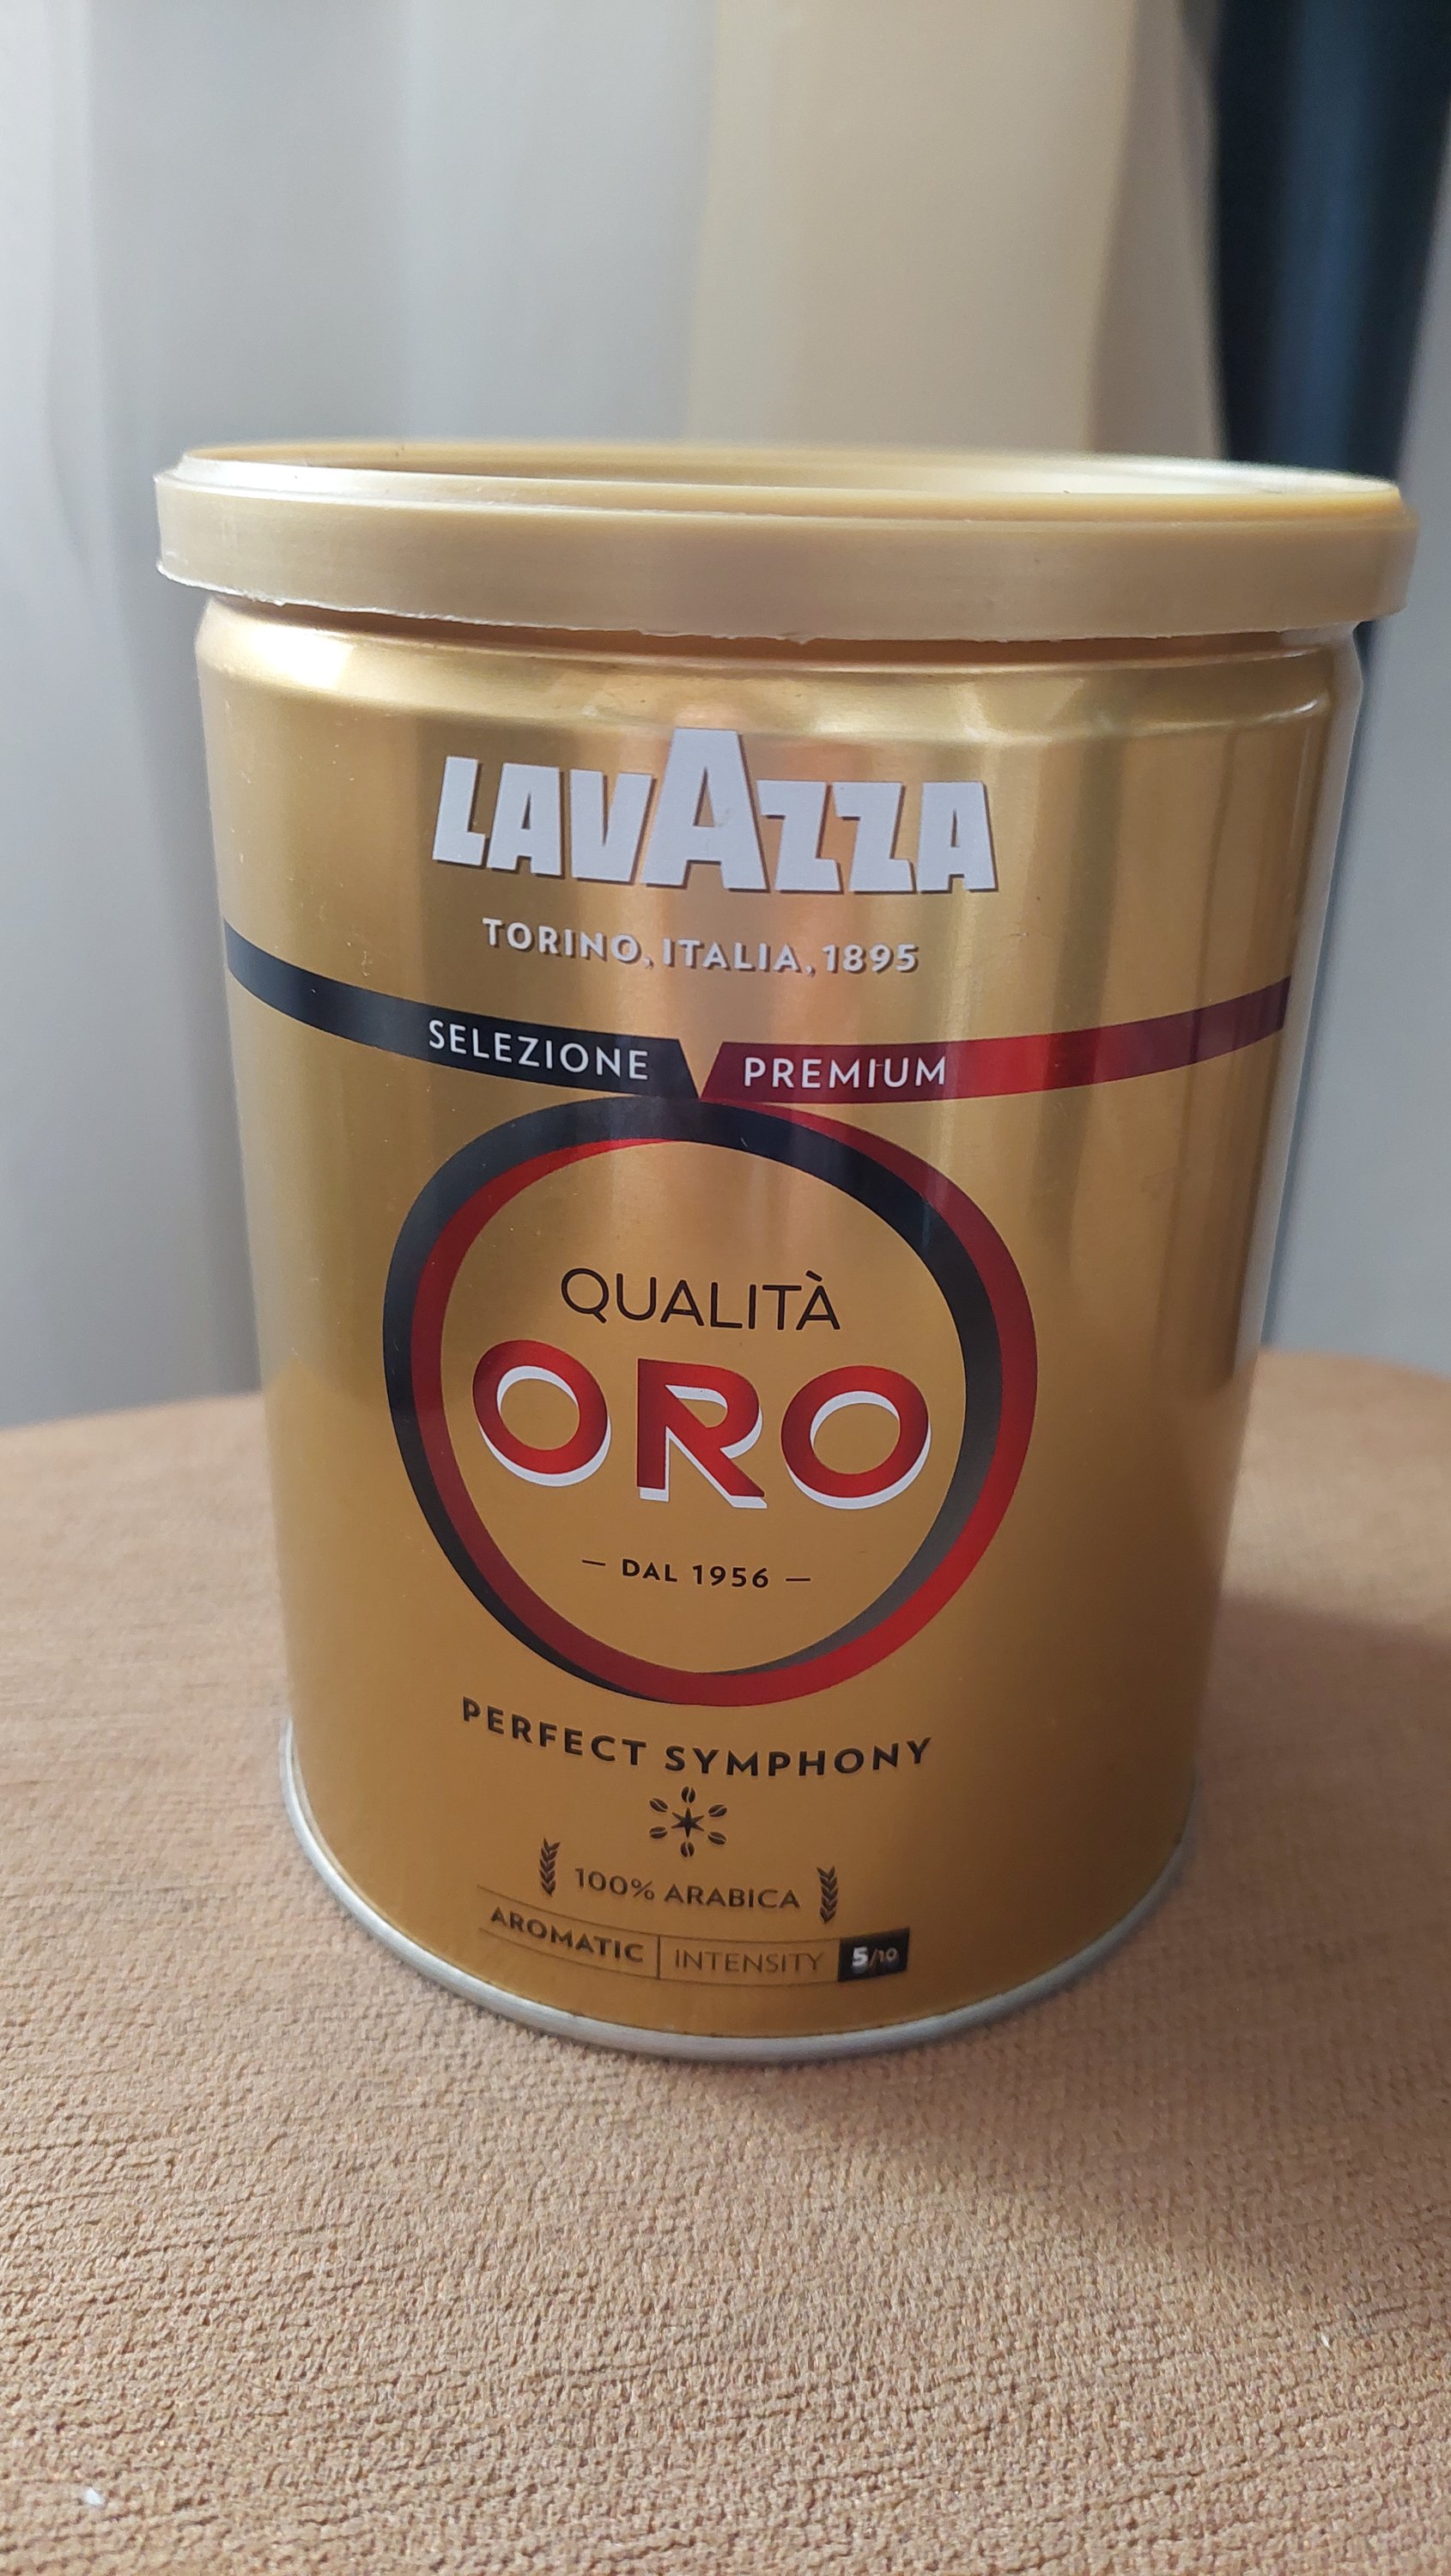 LAVAZZA
TORINO, ITALIA, 1895
SELEZIONE PREMIUM
QUALITÀ
ORO
— DAL 1956 —
PERFECT SYMPHONY
100% ARABICA
AROMATIC | INTENSITY 5/10